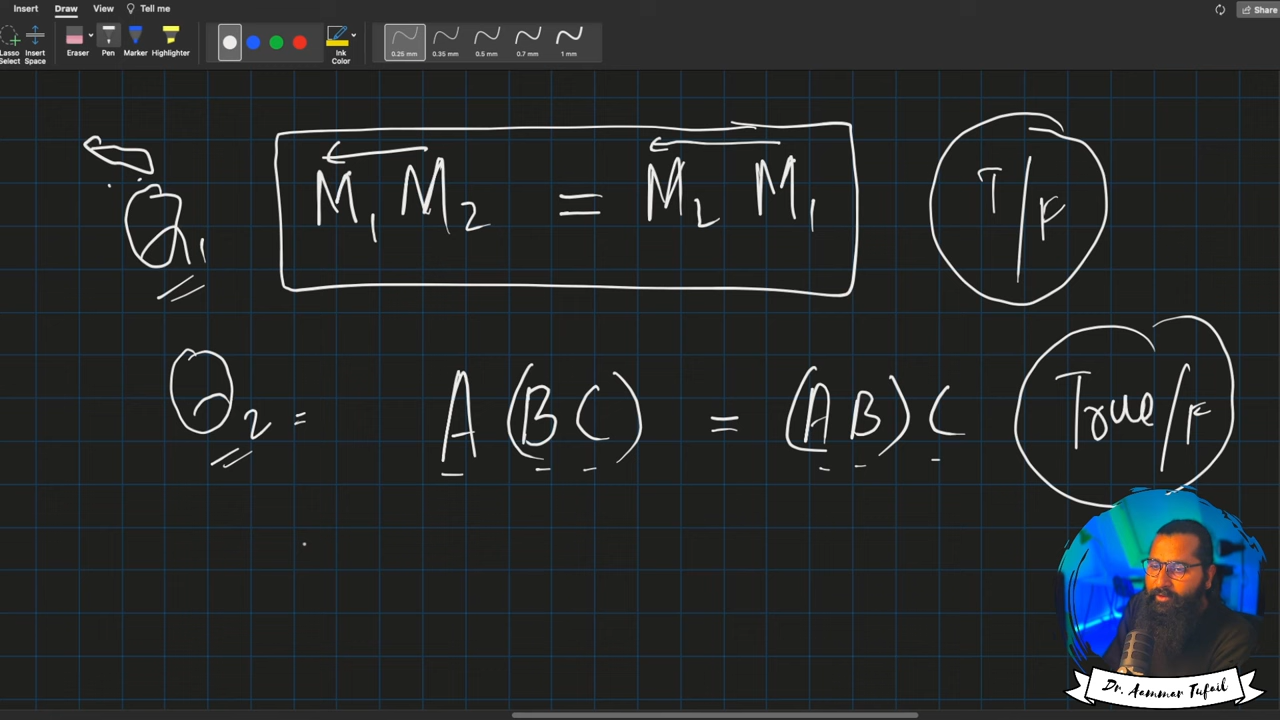 Insert Draw View Tell me Share
Lasso Select Insert Space Eraser Pen Marker Highlighter Ink Color 0.25 mm 0.35 mm 0.5 mm 0.7 mm 1 mm
Q1 M1 M2 = M2 M1 T/F
Q2 = A (B C) = (A B) C True/F
Dr. Aammar Tufail